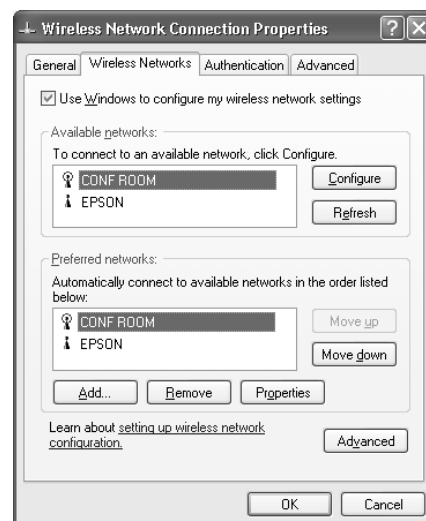 Wireless Network Connection Properties
General Wireless Networks Authentication Advanced
Use Windows to configure my wireless network settings
Available networks:
To connect to an available network, click Configure.
CONF ROOM
EPSON
Configure
Refresh
Preferred networks:
Automatically connect to available networks in the order listed
below:
CONF ROOM
EPSON
Move up
Move down
Add... Remove Properties
Learn about setting up wireless network
configuration.
Advanced
OK Cancel